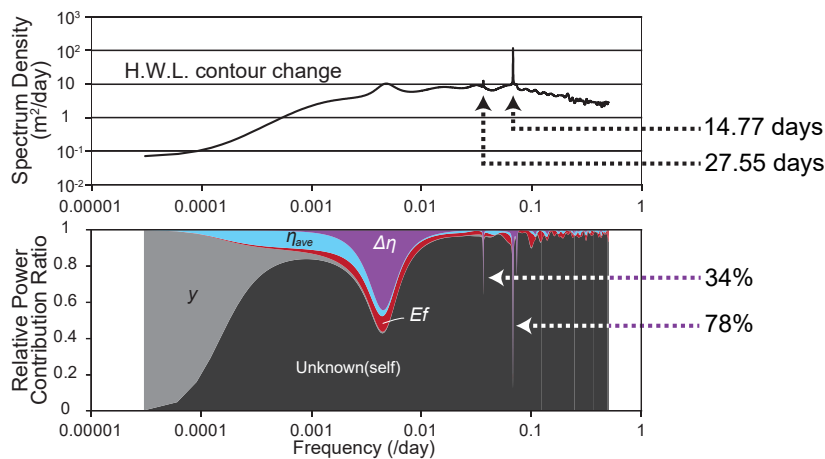 Spectrum Density
(m²/day)
10³
10²
10
1
10⁻¹
10⁻²
H.W.L. contour change
14.77 days
27.55 days
0.00001
0.0001
0.001
0.01
0.1
1
Relative Power
Contribution Ratio
1
0.8
0.6
0.4
0.2
0
y
ηave
Δη
Ef
Unknown(self)
34%
78%
0.00001
0.0001
0.001
0.01
0.1
1
Frequency (/day)